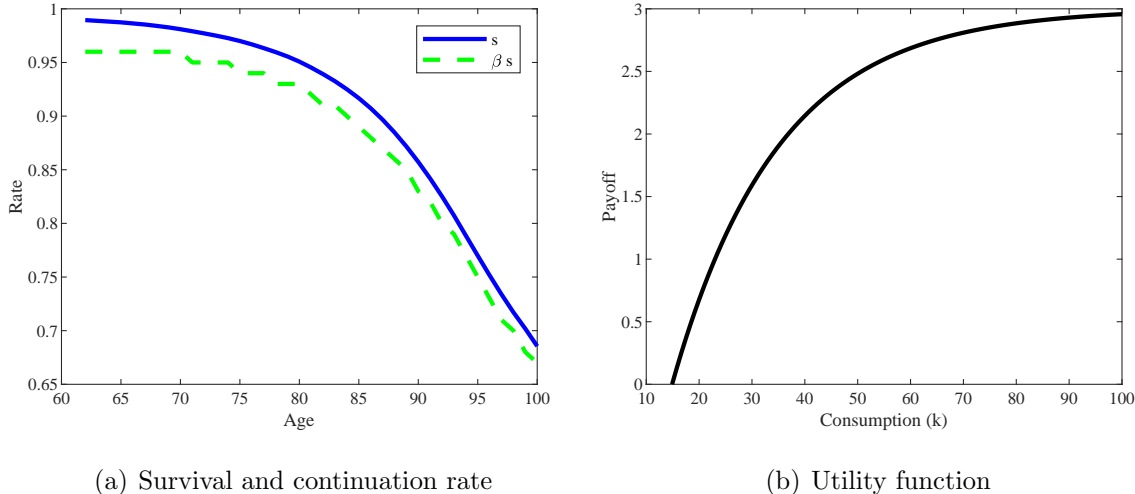 1
0.95
0.9
0.85
0.8
0.75
0.7
0.65
Rate
60 65 70 75 80 85 90 95 100
Age
s
β s
3
2.5
2
1.5
1
0.5
0
Payoff
10 20 30 40 50 60 70 80 90 100
Consumption (k)
(a) Survival and continuation rate
(b) Utility function